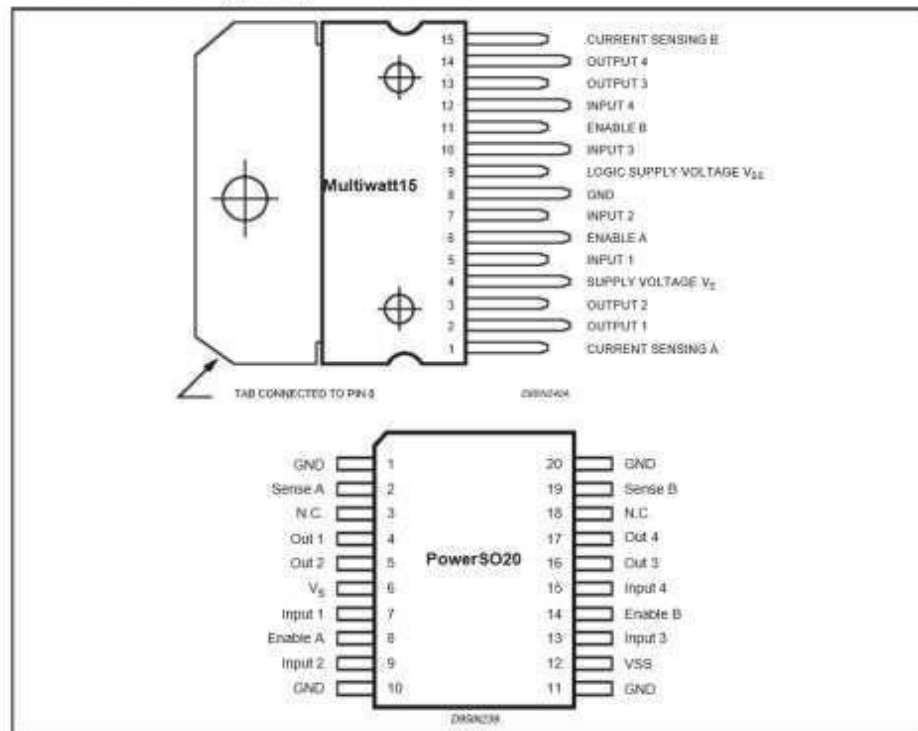 15 CURRENT SENSING B
14 OUTPUT 4
13 OUTPUT 3
12 INPUT 4
11 ENABLE B
10 INPUT 3
9 LOGIC SUPPLY VOLTAGE VSS
8 GND
7 INPUT 2
6 ENABLE A
5 INPUT 1
4 SUPPLY VOLTAGE VS
3 OUTPUT 2
2 OUTPUT 1
1 CURRENT SENSING A
Multiwatt15
TAB CONNECTED TO PIN 8
GND 1 20 GND
Sense A 2 19 Sense B
N.C. 3 18 N.C.
Out 1 4 17 Out 4
Out 2 5 16 Out 3
VS 6 15 Input 4
Input 1 7 14 Enable B
Enable A 8 13 Input 3
Input 2 9 12 VSS
GND 10 11 GND
PowerSO20